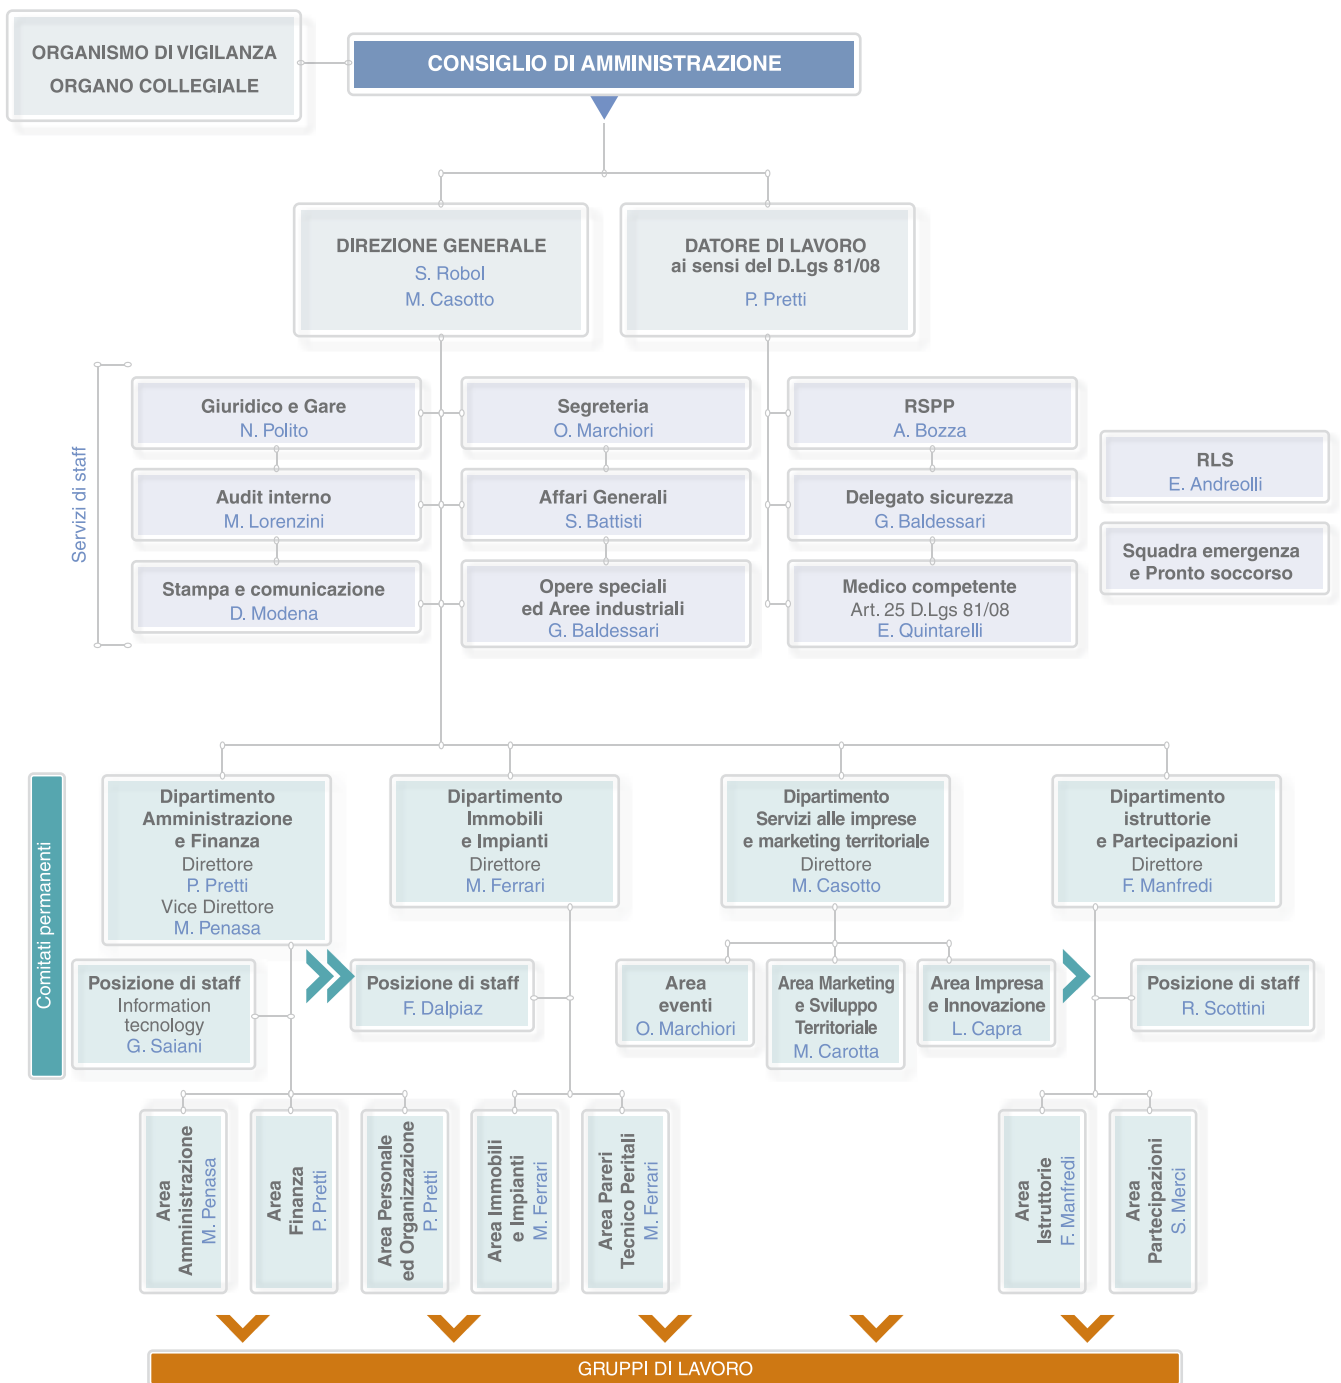 ORGANISMO DI VIGILANZA
ORGANO COLLEGIALE
CONSIGLIO DI AMMINISTRAZIONE
DIREZIONE GENERALE
S. Robol
M. Casotto
DATORE DI LAVORO
ai sensi del D.Lgs 81/08
P. Pretti
Servizi di staff
Giuridico e Gare
N. Polito
Segreteria
O. Marchiori
RSPP
A. Bozza
RLS
E. Andreolli
Audit interno
M. Lorenzini
Affari Generali
S. Battisti
Delegato sicurezza
G. Baldessari
Squadra emergenza
e Pronto soccorso
Stampa e comunicazione
D. Modena
Opere speciali
ed Aree industriali
G. Baldessari
Medico competente
Art. 25 D.Lgs 81/08
E. Quintarelli
Comitati permanenti
Dipartimento
Amministrazione
e Finanza
Direttore
P. Pretti
Vice Direttore
M. Penasa
Dipartimento
Immobili
e Impianti
Direttore
M. Ferrari
Dipartimento
Servizi alle imprese
e marketing territoriale
Direttore
M. Casotto
Dipartimento
istruttorie
e Partecipazioni
Direttore
F. Manfredi
Posizione di staff
Information
tecnology
G. Saiani
Posizione di staff
F. Dalpiaz
Area
eventi
O. Marchiori
Area Marketing
e Sviluppo
Territoriale
M. Carotta
Area Impresa
e Innovazione
L. Capra
Posizione di staff
R. Scottini
Area
Amministrazione
M. Penasa
Area
Finanza
P. Pretti
Area Personale
ed Organizzazione
P. Pretti
Area Immobili
e Impianti
M. Ferrari
Area Pareri
Tecnico Peritali
M. Ferrari
Area
Istruttorie
F. Manfredi
Area
Partecipazioni
S. Merci
GRUPPI DI LAVORO